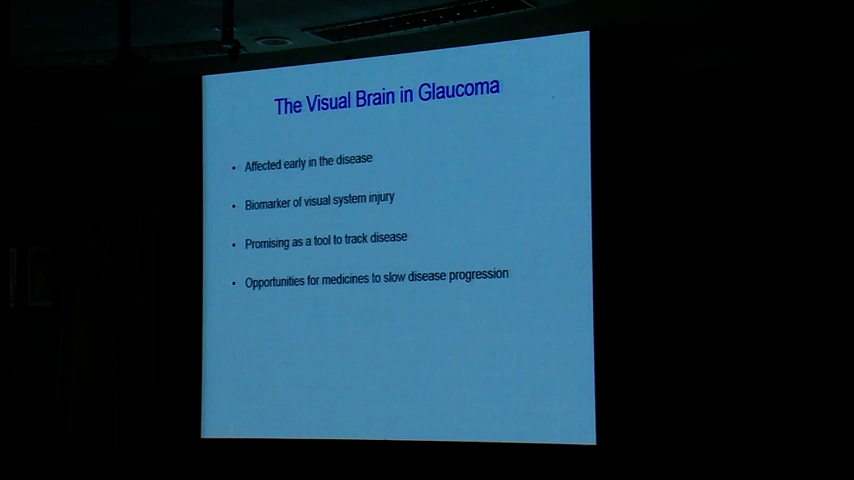 The Visual Brain in Glaucoma
• Affected early in the disease
• Biomarker of visual system injury
• Promising as a tool to track disease
• Opportunities for medicines to slow disease progression